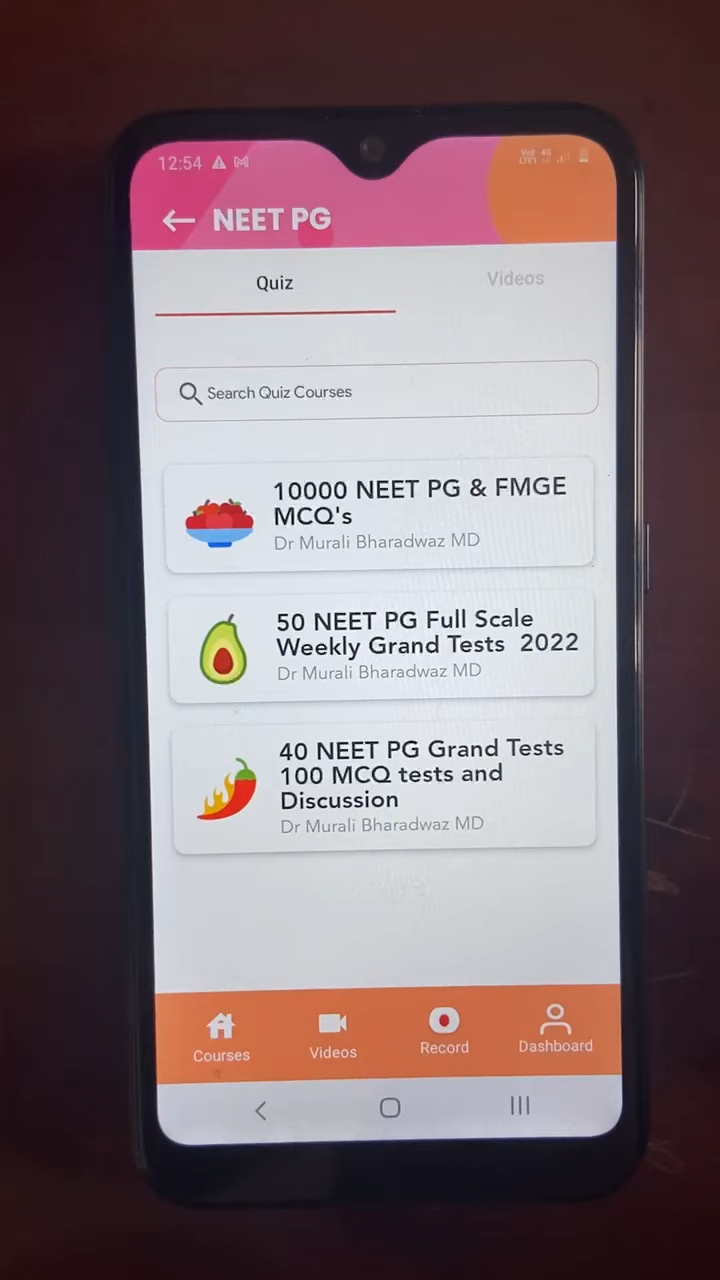 12:54
NEET PG
Quiz
Videos
Search Quiz Courses
10000 NEET PG & FMGE
MCQ's
Dr Murali Bharadwaz MD
50 NEET PG Full Scale
Weekly Grand Tests 2022
Dr Murali Bharadwaz MD
40 NEET PG Grand Tests
100 MCQ tests and
Discussion
Dr Murali Bharadwaz MD
Courses
Videos
Record
Dashboard